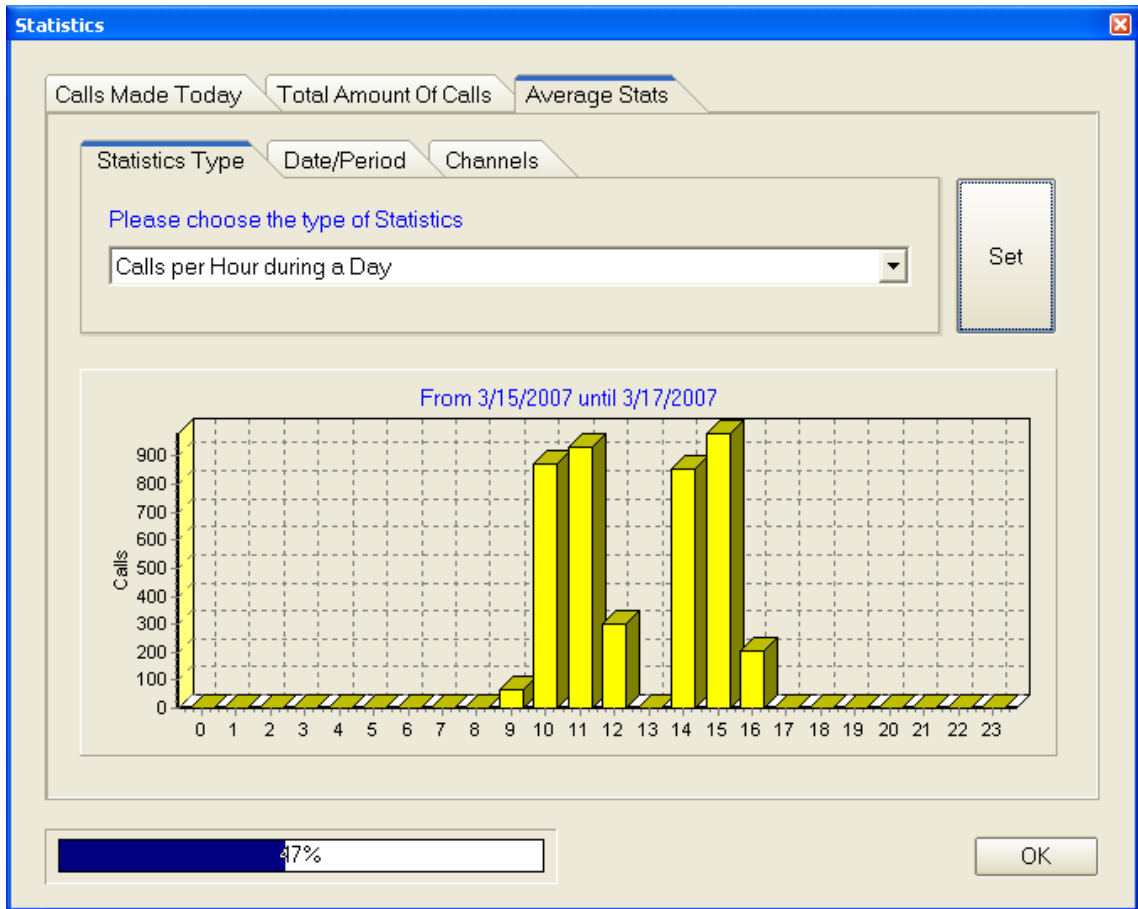 Statistics
Calls Made Today Total Amount Of Calls Average Stats
Statistics Type Date/Period Channels
Please choose the type of Statistics
Calls per Hour during a Day
Set
From 3/15/2007 until 3/17/2007
900
800
700
600
500
400
300
200
100
0
Calls
0 1 2 3 4 5 6 7 8 9 10 11 12 13 14 15 16 17 18 19 20 21 22 23
47%
OK